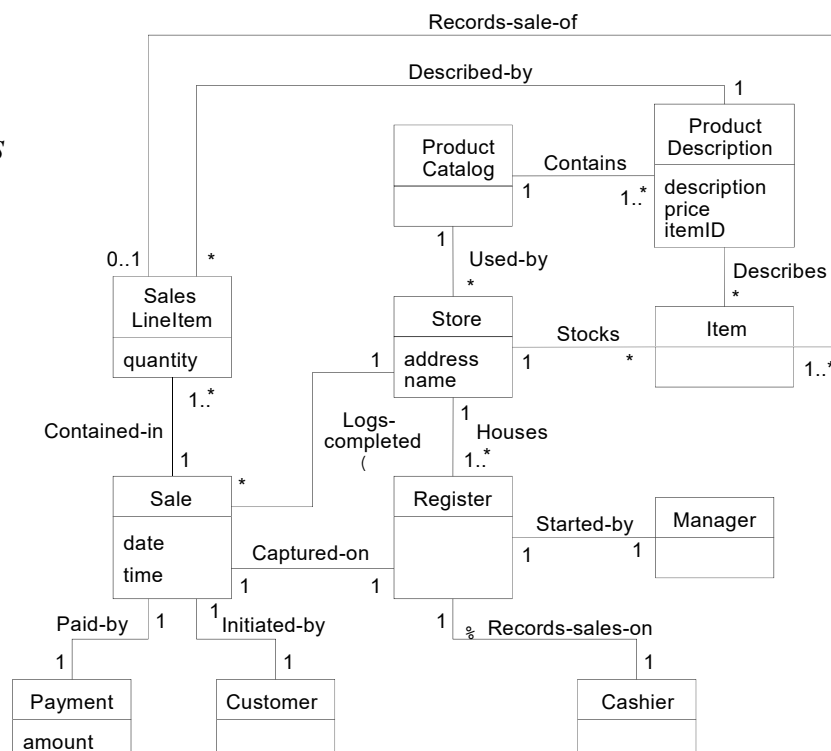 Records-sale-of
Described-by
1
s
Product
Description
description
price
itemID
Product
Catalog
Contains
1
1..*
1
Used-by
*
Describes
*
0..1
*
Sales
LineItem
quantity
Store
address
name
Stocks
1
*
Item
1..*
1
1..*
Contained-in
1
Logs-
completed
(
*
1
Houses
1..*
Sale
date
time
Register
Captured-on
1
1
Started-by
1
1
Manager
Paid-by
1
1
Initiated-by
1
1
1
%
Records-sales-on
1
Payment
amount
Customer
Cashier